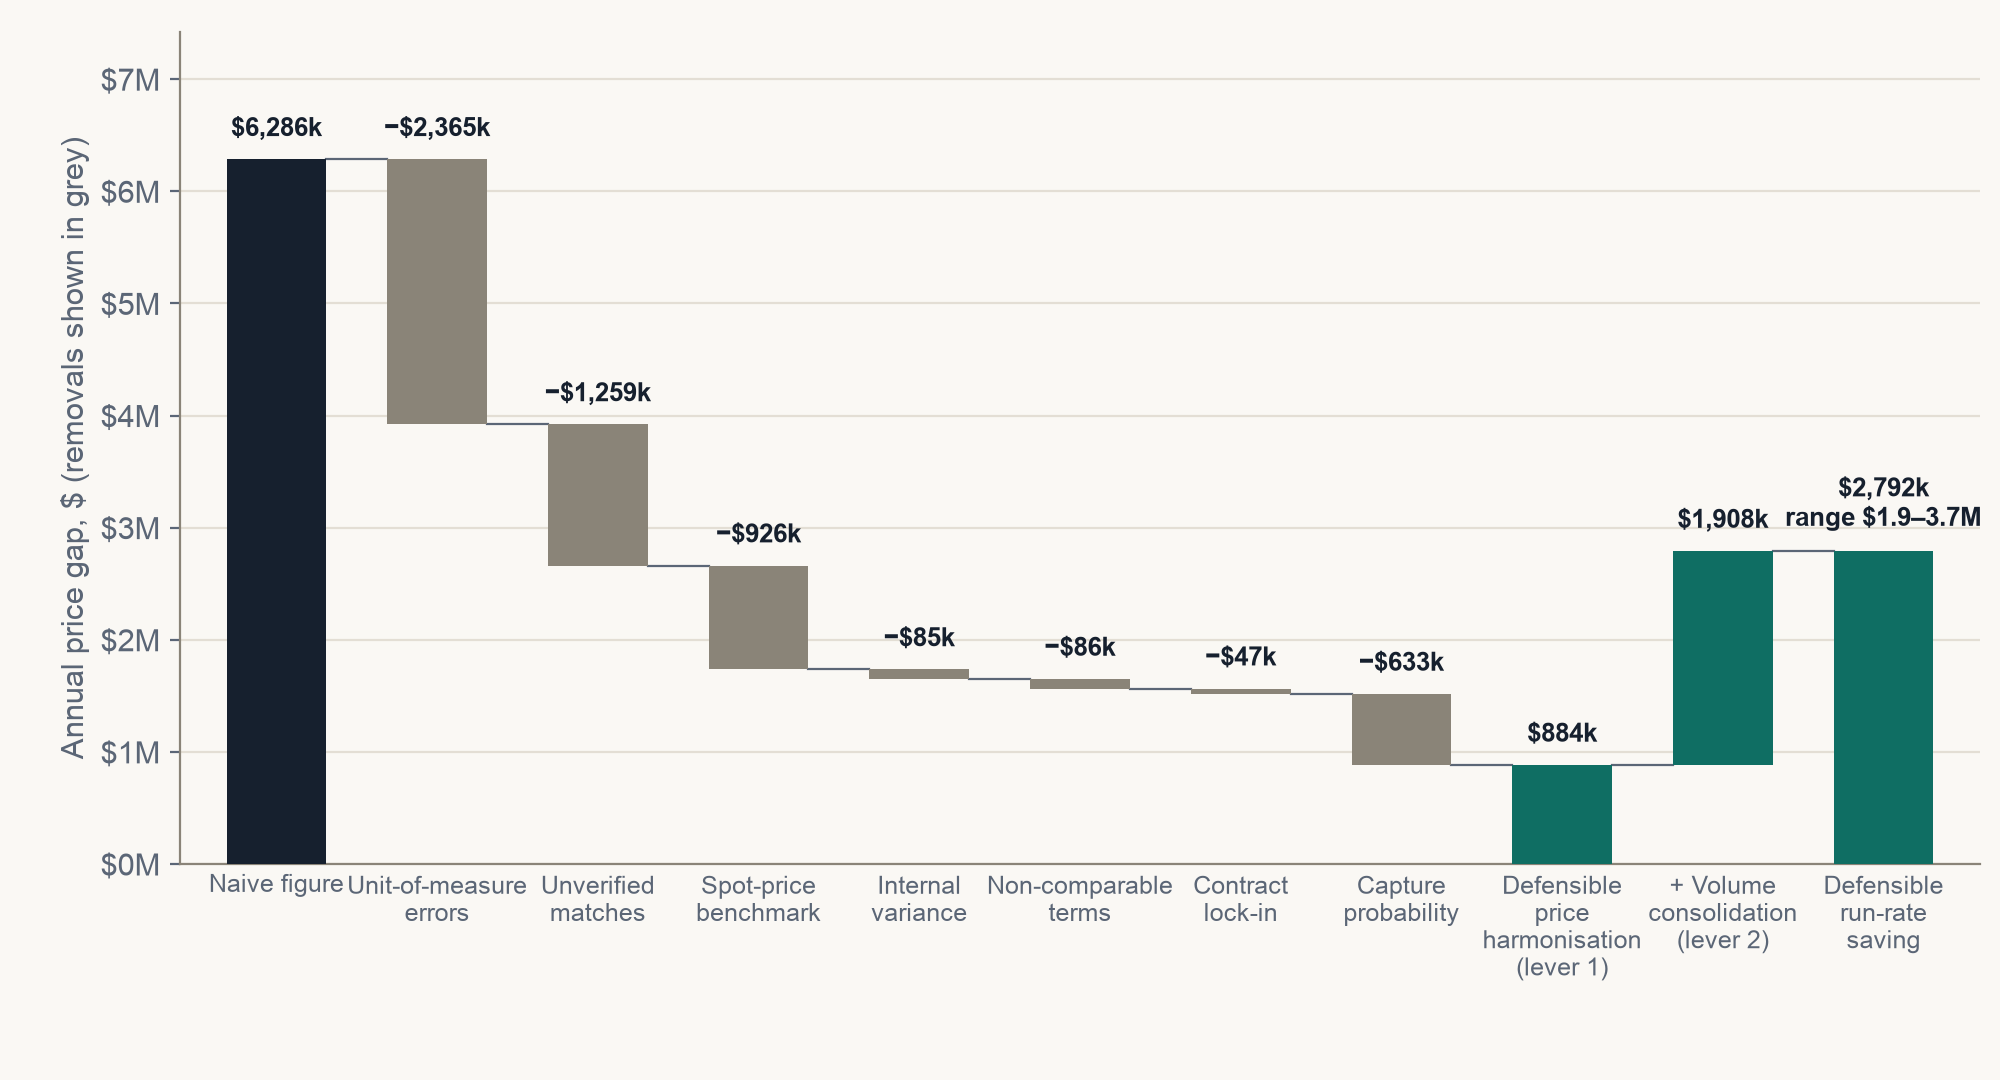 Annual price gap, $ (removals shown in grey)
$7M
$6M
$5M
$4M
$3M
$2M
$1M
$0M
$6,286k
−$2,365k
−$1,259k
−$926k
−$85k
−$86k
−$47k
−$633k
$884k
$1,908k
$2,792k
range $1.9–3.7M
Naive figure
Unit-of-measure
errors
Unverified
matches
Spot-price
benchmark
Internal
variance
Non-comparable
terms
Contract
lock-in
Capture
probability
Defensible
price
harmonisation
(lever 1)
+ Volume
consolidation
(lever 2)
Defensible
run-rate
saving